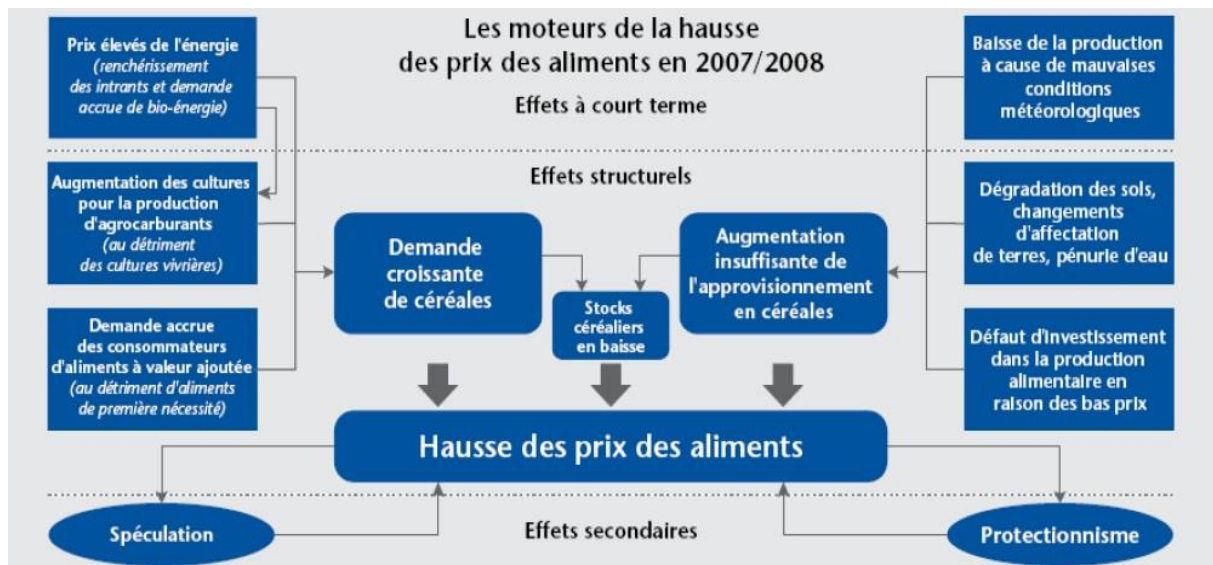 Les moteurs de la hausse
des prix des aliments en 2007/2008
Effets à court terme
Prix élevés de l'énergie
(renchérissement
des intrants et demande
accrue de bio-énergie)
Baisse de la production
à cause de mauvaises
conditions
météorologiques
Effets structurels
Augmentation des cultures
pour la production
d'agrocarburants
(au détriment
des cultures vivrières)
Demande
croissante
de céréales
Stocks
céréaliers
en baisse
Augmentation
insuffisante de
l'approvisionnement
en céréales
Dégradation des sols,
changements
d'affectation
de terres, pénurie d'eau
Demande accrue
des consommateurs
d'aliments à valeur ajoutée
(au détriment d'aliments
de première nécessité)
Défaut d'investissement
dans la production
alimentaire en
raison des bas prix
Hausse des prix des aliments
Spéculation
Effets secondaires
Protectionnisme